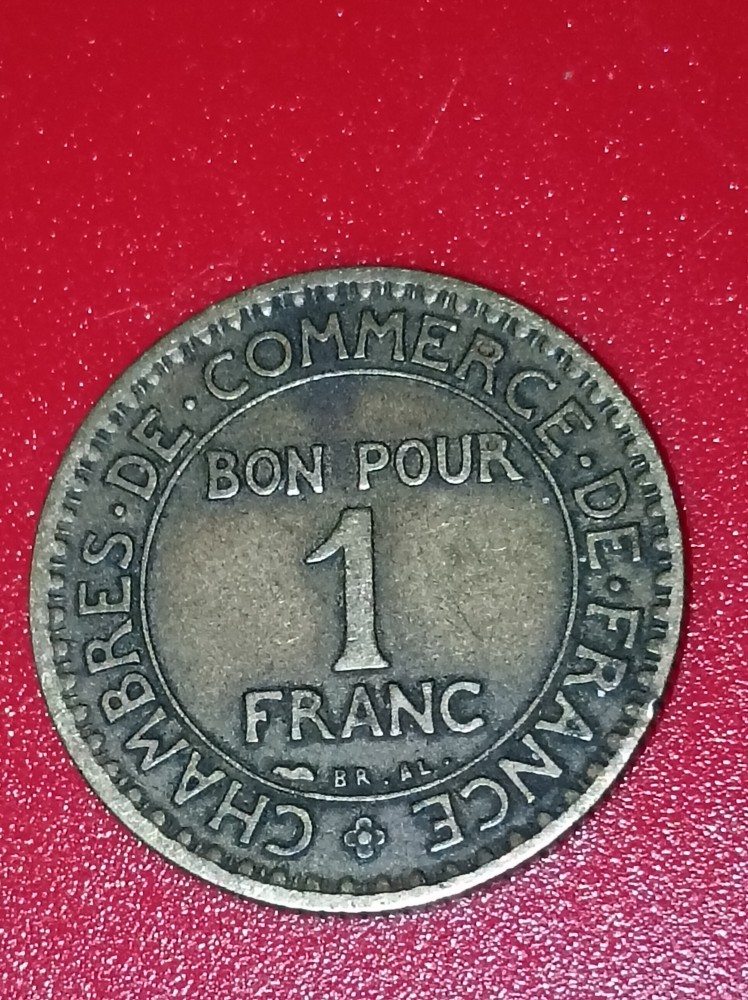 CHAMBRES · DE · COMMERCE · DE · FRANCE
BON POUR
1
FRANC
BR. AL.